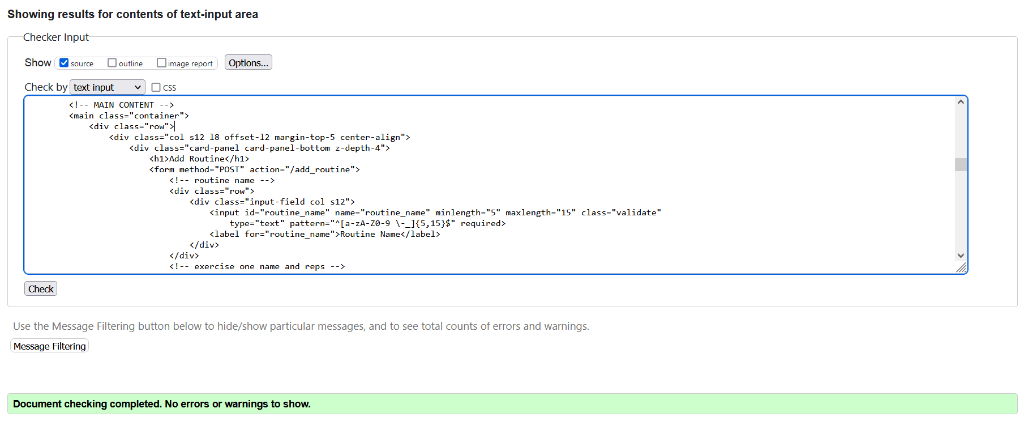 Showing results for contents of text-input area
Checker Input
Show source outline image report Options...
Check by text input css
<!-- MAIN CONTENT -->
<main class="container">
<div class="row">
<div class="col s12 l8 offset-l2 margin-top-5 center-align">
<div class="card-panel card-panel-bottom z-depth-4">
<h1>Add Routine</h1>
<form method="POST" action="/add_routine">
<!-- routine name -->
<div class="row">
<div class="input-field col s12">
<input id="routine_name" name="routine_name" minlength="5" maxlength="15" class="validate"
type="text" pattern="^[a-zA-Z0-9 \-_]{5,15}$" required>
<label for="routine_name">Routine Name</label>
</div>
</div>
<!-- exercise one name and reps -->
Check
Use the Message Filtering button below to hide/show particular messages, and to see total counts of errors and warnings.
Message Filtering
Document checking completed. No errors or warnings to show.